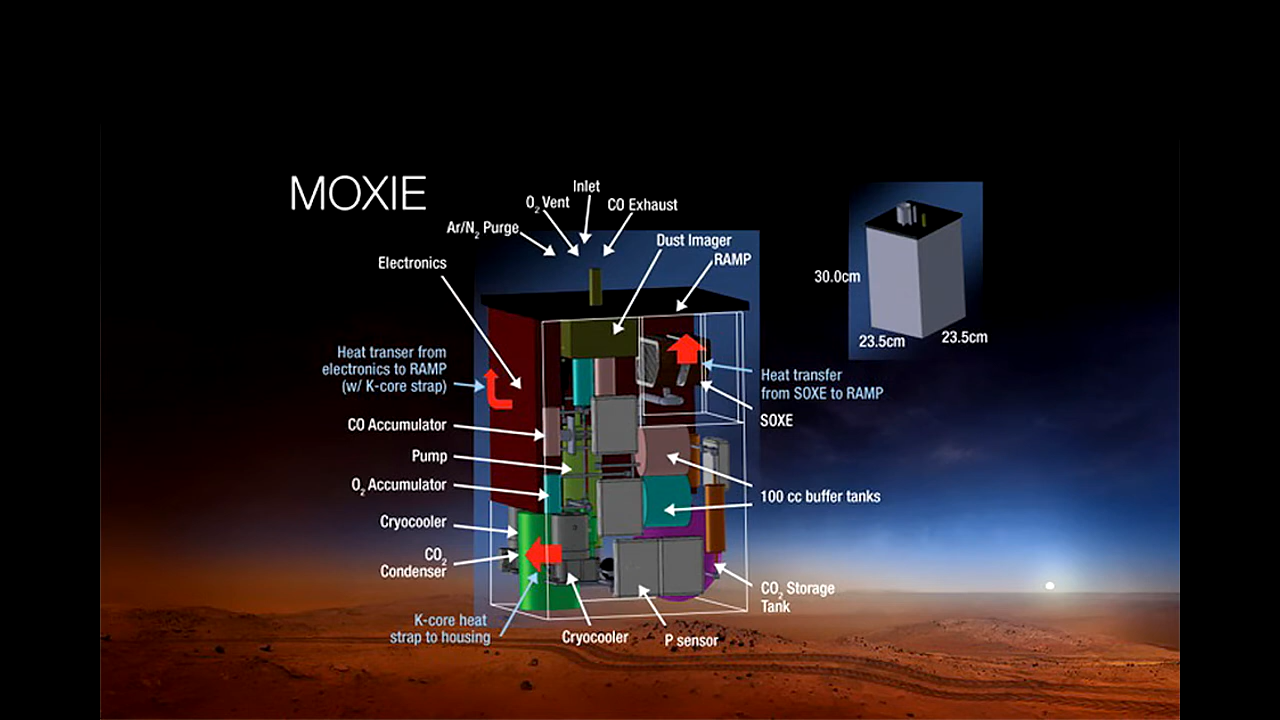 MOXIE
Inlet
O₂ Vent
CO Exhaust
Ar/N₂ Purge
Dust Imager
RAMP
Electronics
30.0cm
23.5cm
23.5cm
Heat transer from
electronics to RAMP
(w/ K-core strap)
Heat transfer
from SOXE to RAMP
SOXE
CO Accumulator
Pump
O₂ Accumulator
100 cc buffer tanks
Cryocooler
CO₂
Condenser
CO₂ Storage
Tank
K-core heat
strap to housing
Cryocooler
P sensor